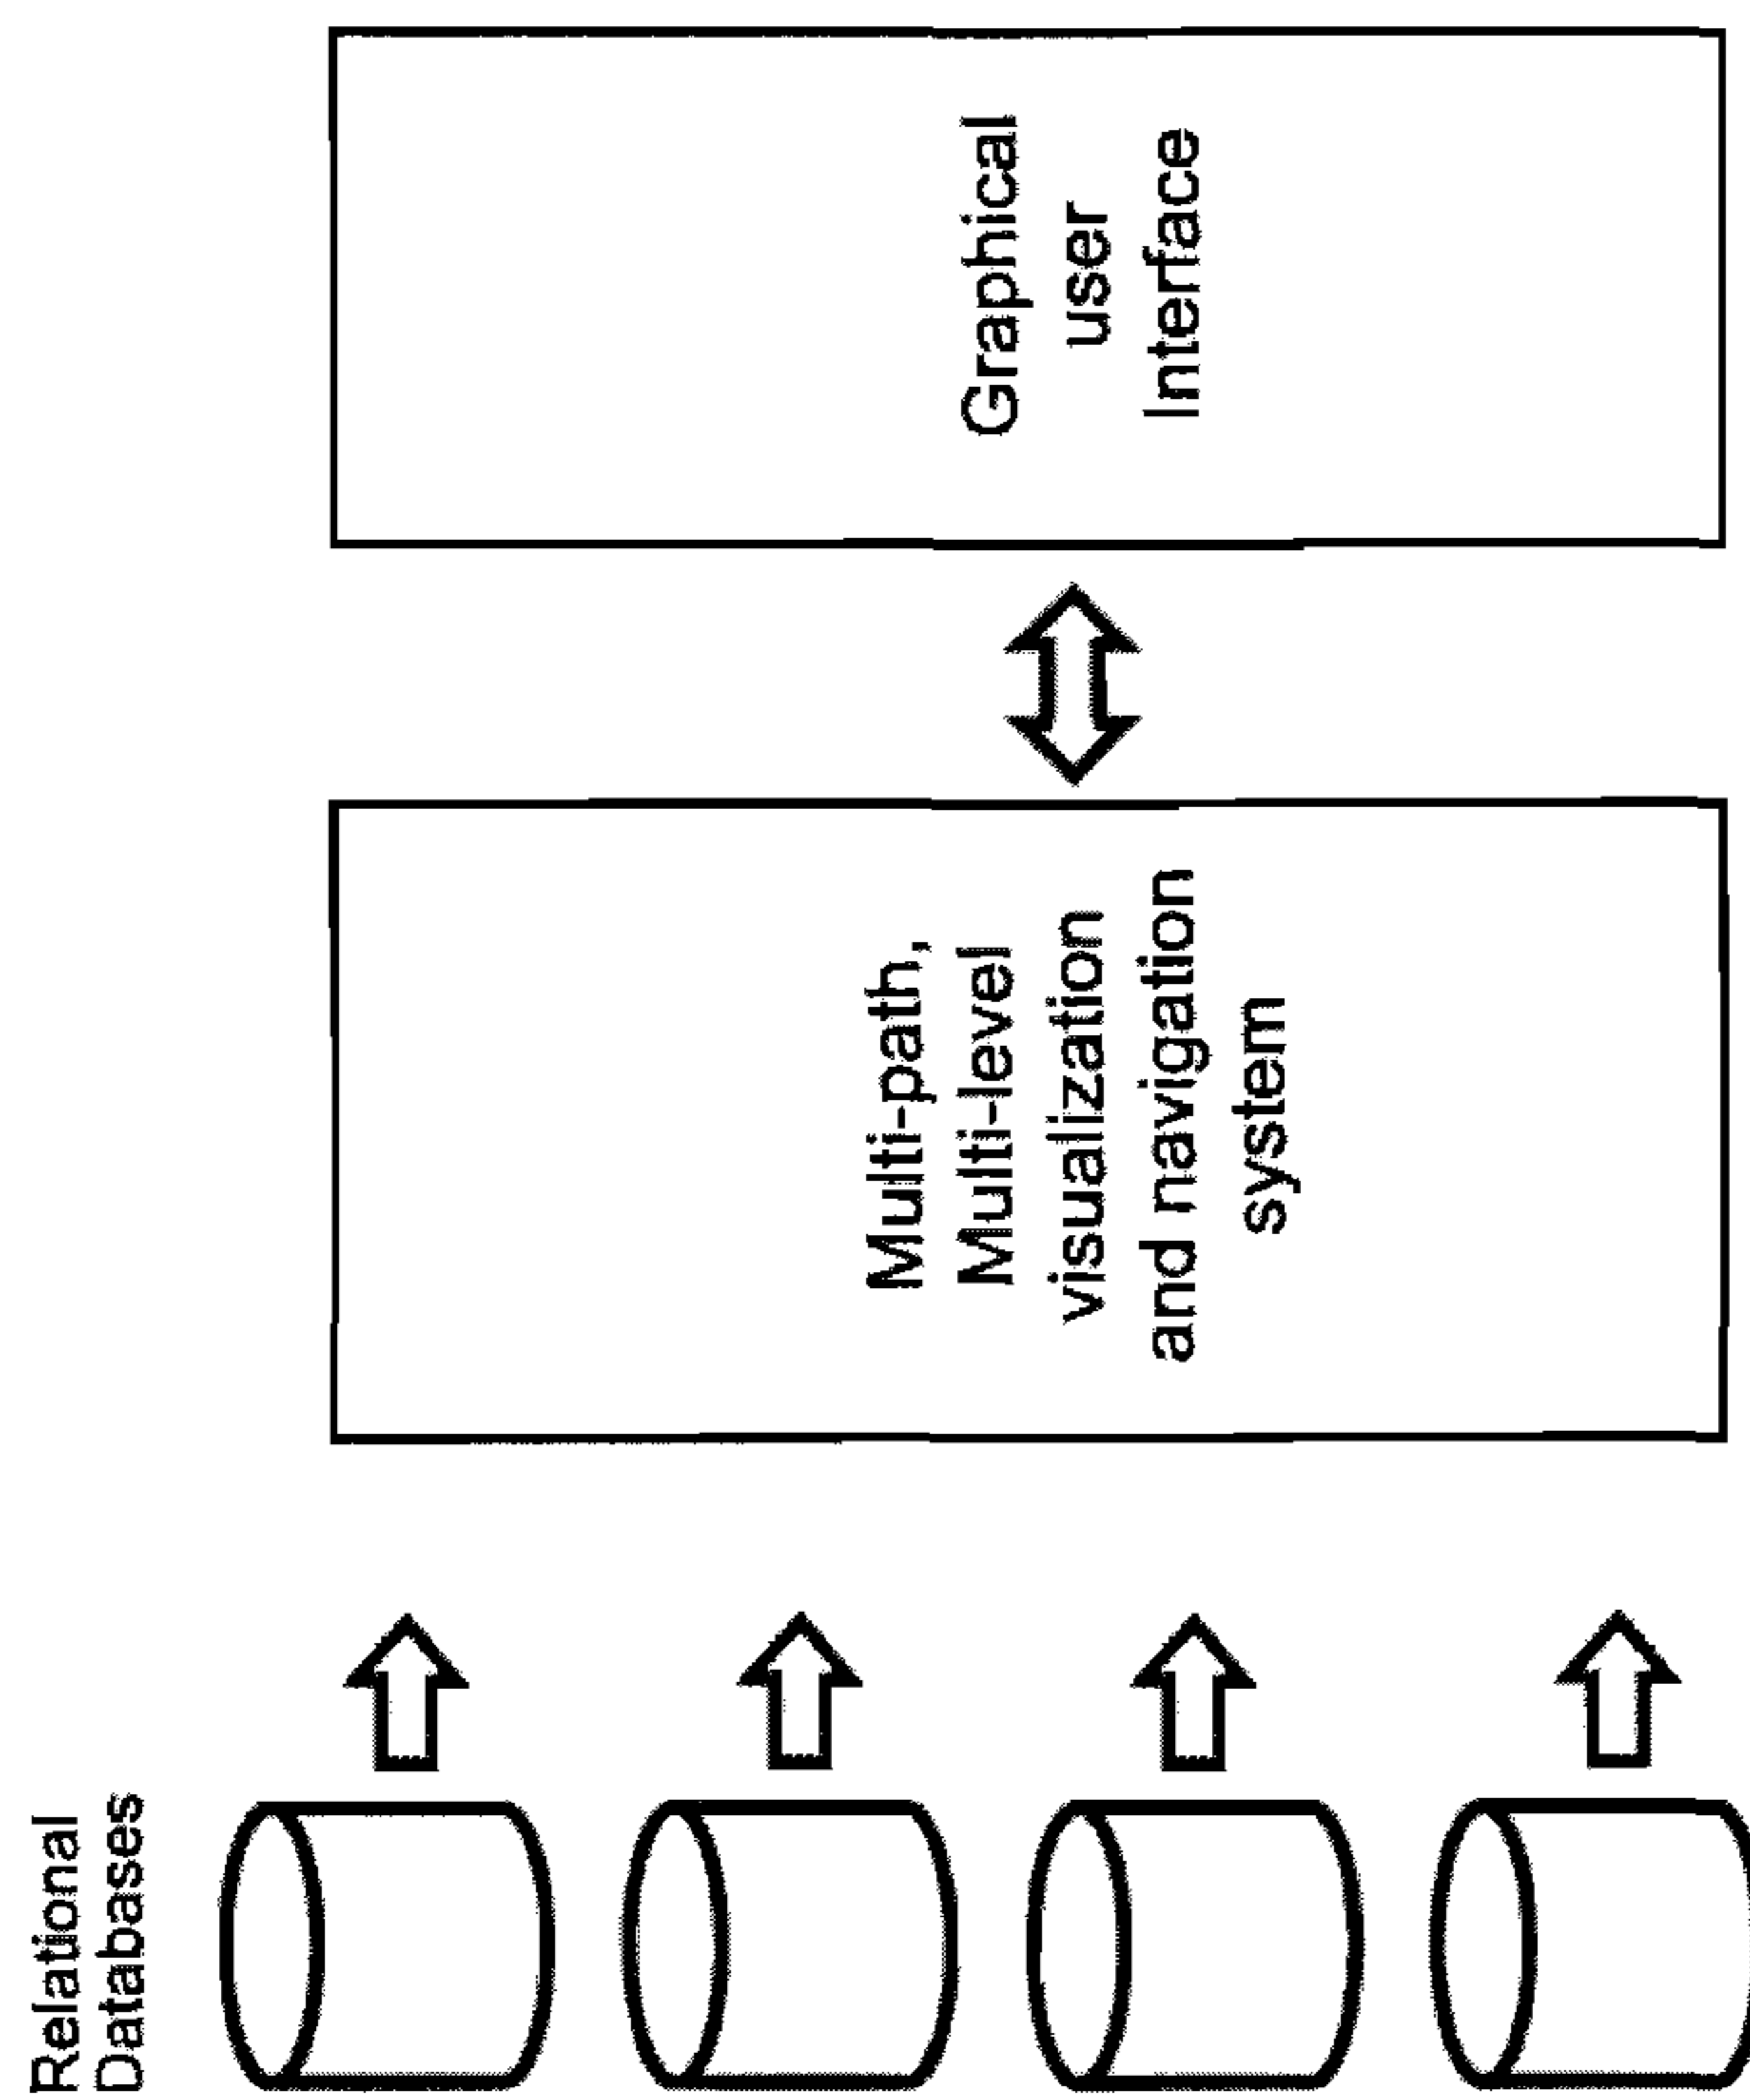 Relational
Databases
Multi-path,
Multi-level
visualization
and navigation
system
Graphical
user
Interface